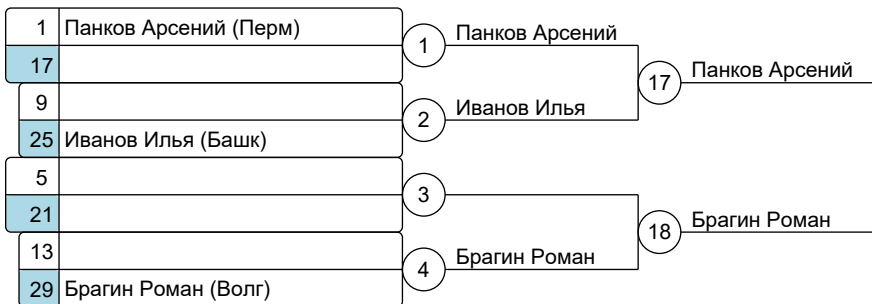 1 Панков Арсений (Перм)
17
9
25 Иванов Илья (Башк)
5
21
13
29 Брагин Роман (Волг)
1 Панков Арсений
2 Иванов Илья
3
4 Брагин Роман
17 Панков Арсений
18 Брагин Роман